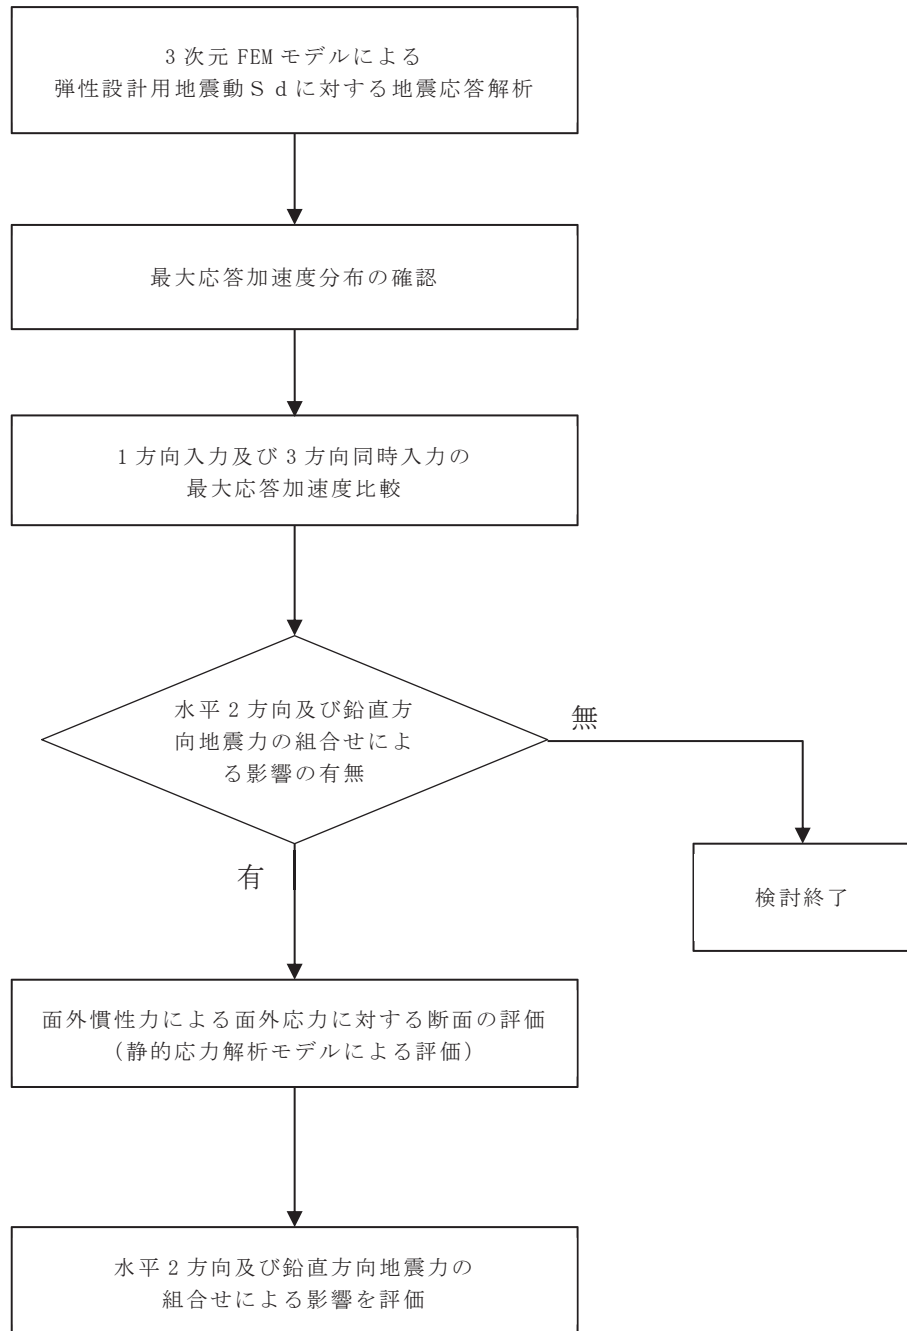 3次元 FEM モデルによる
弾性設計用地震動Ｓｄに対する地震応答解析
最大応答加速度分布の確認
1方向入力及び3方向同時入力の
最大応答加速度比較
水平2方向及び鉛直方
向地震力の組合せによ
る影響の有無
無
有
検討終了
面外慣性力による面外応力に対する断面の評価
（静的応力解析モデルによる評価）
水平2方向及び鉛直方向地震力の
組合せによる影響を評価